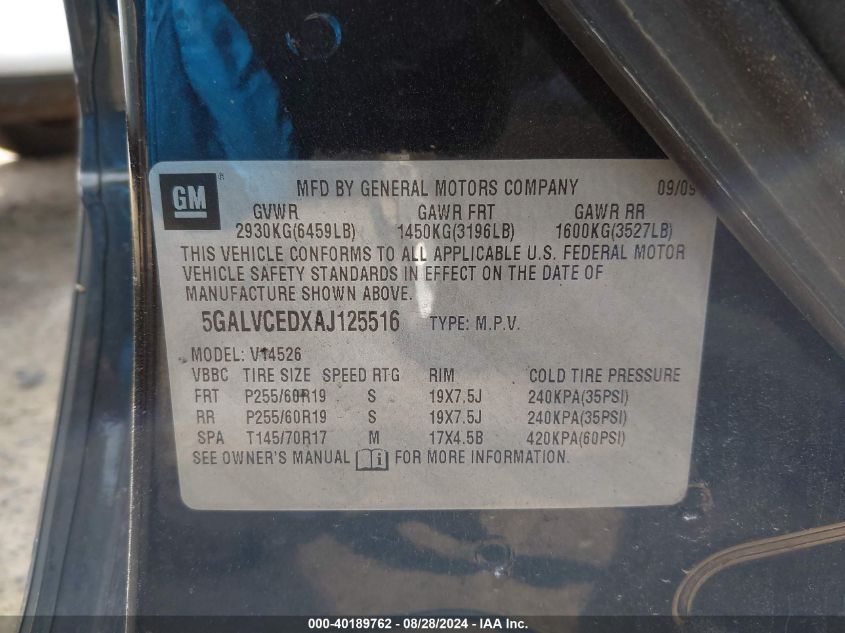 GM ® MFD BY GENERAL MOTORS COMPANY 09/09
GVWR GAWR FRT GAWR RR
2930KG(6459LB) 1450KG(3196LB) 1600KG(3527LB)
THIS VEHICLE CONFORMS TO ALL APPLICABLE U.S. FEDERAL MOTOR
VEHICLE SAFETY STANDARDS IN EFFECT ON THE DATE OF
MANUFACTURE SHOWN ABOVE.
5GALVCEDXAJ125516 TYPE: M.P.V.
MODEL: V14526
VBBC TIRE SIZE SPEED RTG RIM COLD TIRE PRESSURE
FRT P255/60R19 S 19X7.5J 240KPA(35PSI)
RR P255/60R19 S 19X7.5J 240KPA(35PSI)
SPA T145/70R17 M 17X4.5B 420KPA(60PSI)
SEE OWNER'S MANUAL FOR MORE INFORMATION.
000-40189762 - 08/28/2024 - IAA Inc.